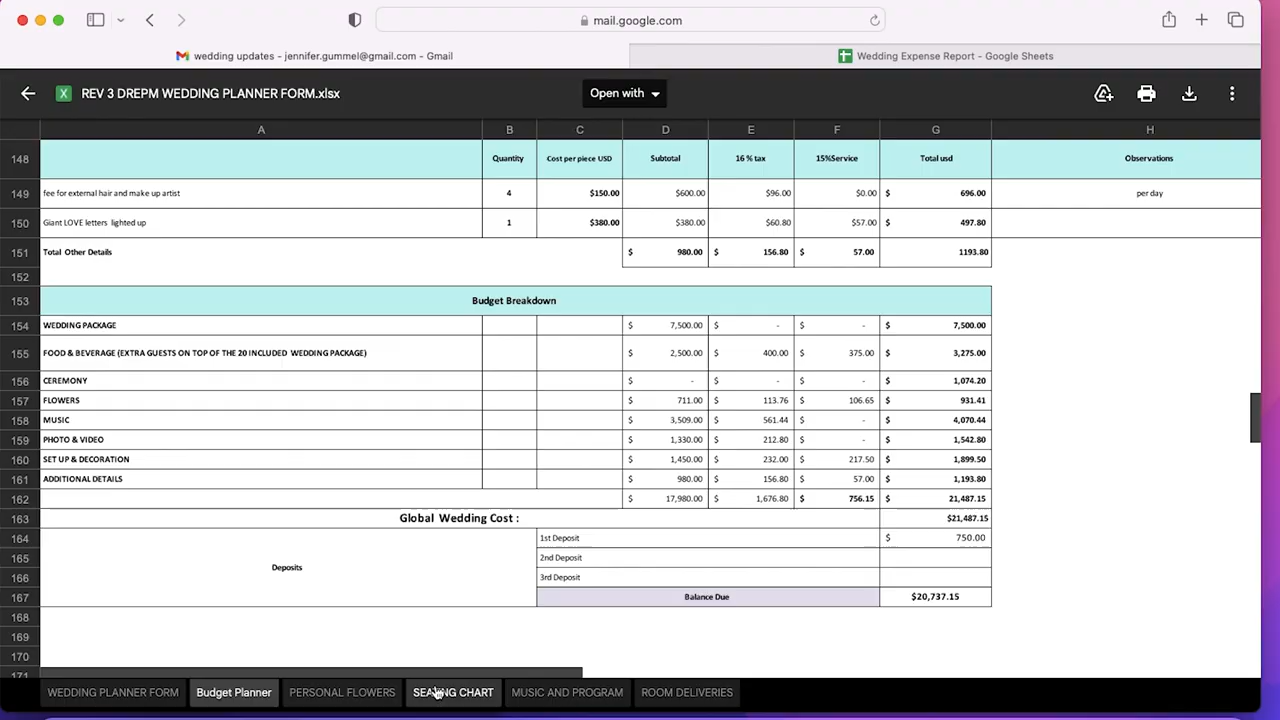 mail.google.com
wedding updates - jennifer.gummel@gmail.com - Gmail
Wedding Expense Report - Google Sheets
X REV 3 DREPM WEDDING PLANNER FORM.xlsx
Open with
A B C D E F G H
148 Quantity Cost per piece USD Subtotal 16 % tax 15%Service Total usd Observations
149 fee for external hair and make up artist 4 $150.00 $600.00 $96.00 $0.00 $ 696.00 per day
150 Giant LOVE letters lighted up 1 $380.00 $380.00 $60.80 $57.00 $ 497.80
151 Total Other Details $ 980.00 $ 156.80 $ 57.00 1193.80
152
153 Budget Breakdown
154 WEDDING PACKAGE $ 7,500.00 $ - $ - $ 7,500.00
155 FOOD & BEVERAGE (EXTRA GUESTS ON TOP OF THE 20 INCLUDED WEDDING PACKAGE) $ 2,500.00 $ 400.00 $ 375.00 $ 3,275.00
156 CEREMONY $ - $ - $ - $ 1,074.20
157 FLOWERS $ 711.00 $ 113.76 $ 106.65 $ 931.41
158 MUSIC $ 3,509.00 $ 561.44 $ - $ 4,070.44
159 PHOTO & VIDEO $ 1,330.00 $ 212.80 $ - $ 1,542.80
160 SET UP & DECORATION $ 1,450.00 $ 232.00 $ 217.50 $ 1,899.50
161 ADDITIONAL DETAILS $ 980.00 $ 156.80 $ 57.00 $ 1,193.80
162 $ 17,980.00 $ 1,676.80 $ 756.15 $ 21,487.15
163 Global Wedding Cost : $21,487.15
164 1st Deposit $ 750.00
165 Deposits 2nd Deposit
166 3rd Deposit
167 Balance Due $20,737.15
168
169
170
171
WEDDING PLANNER FORM Budget Planner PERSONAL FLOWERS SEATING CHART MUSIC AND PROGRAM ROOM DELIVERIES